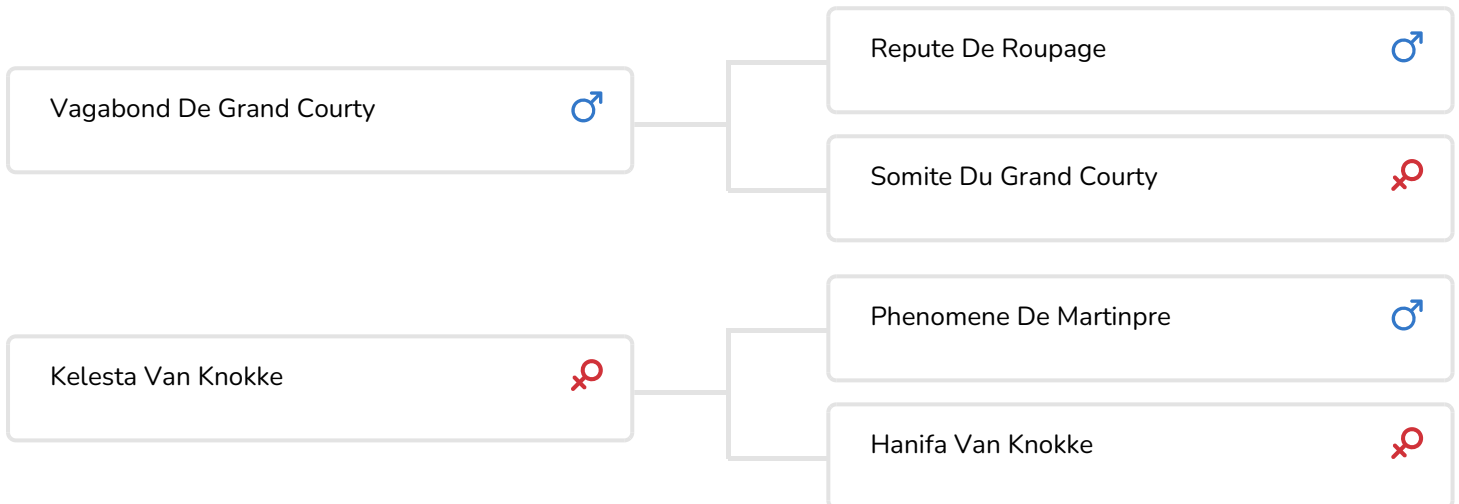 Repute De Roupage
Vagabond De Grand Courty
Somite Du Grand Courty
Phenomene De Martinpre
Kelesta Van Knokke
Hanifa Van Knokke